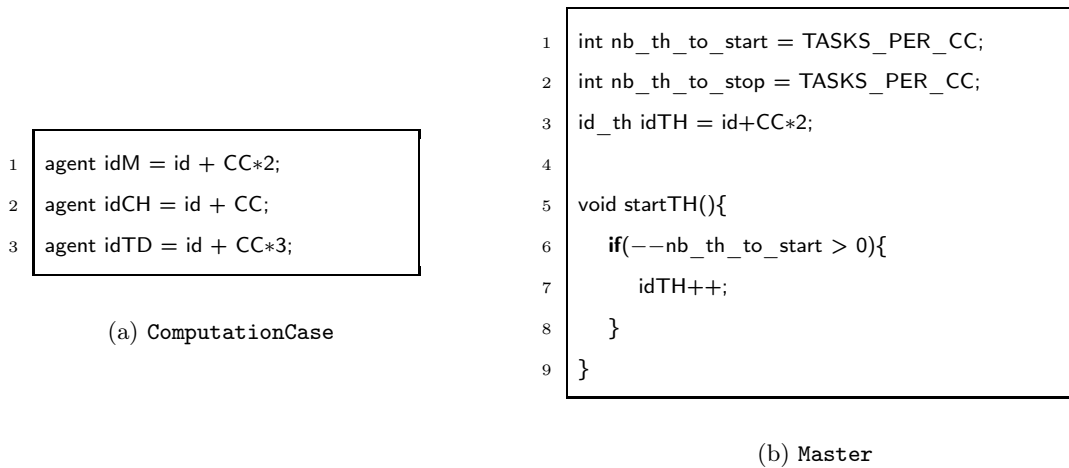 1 agent idM = id + CC∗2;
2 agent idCH = id + CC;
3 agent idTD = id + CC∗3;
(a) ComputationCase
1 int nb_th_to_start = TASKS_PER_CC;
2 int nb_th_to_stop = TASKS_PER_CC;
3 id_th idTH = id+CC∗2;
4
5 void startTH(){
6 if(−−nb_th_to_start > 0){
7 idTH++;
8 }
9 }
(b) Master